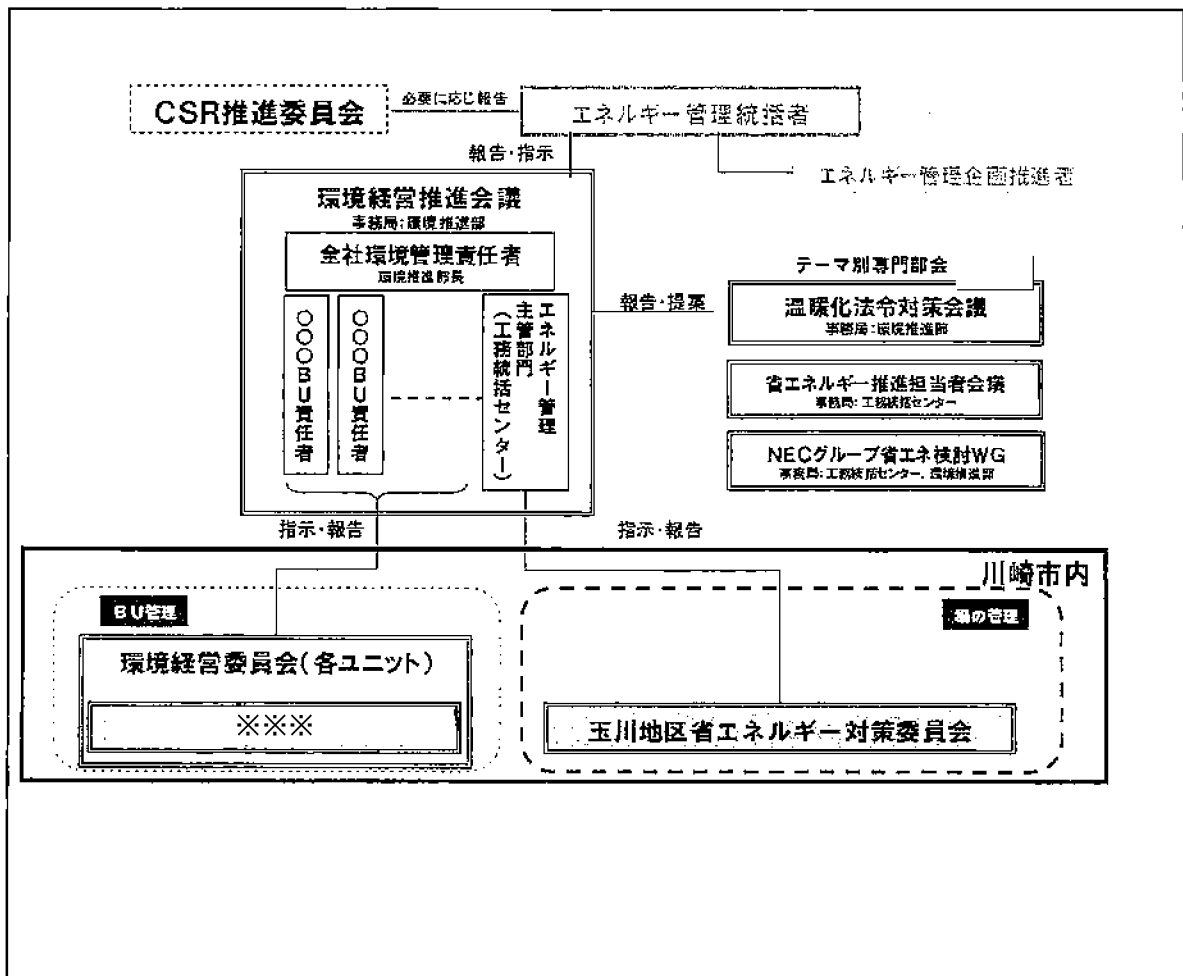 CSR推進委員会
必要に応じ報告
エネルギー管理統括者
報告・指示
エネルギー管理企画推進者
環境経営推進会議
事務局：環境推進部
全社環境管理責任者
環境推進部長
〇〇〇BU責任者
〇〇〇BU責任者
エネルギー管理
主管部門
（工務統括センター）
報告・提案
テーマ別専門部会
温暖化法令対策会議
事務局：環境推進部
省エネルギー推進担当者会議
事務局：工務統括センター
NECグループ省エネ検討WG
事務局：工務統括センター、環境推進部
指示・報告
指示・報告
川崎市内
BU管理
の管理
環境経営委員会（各ユニット）
※※※
玉川地区省エネルギー対策委員会